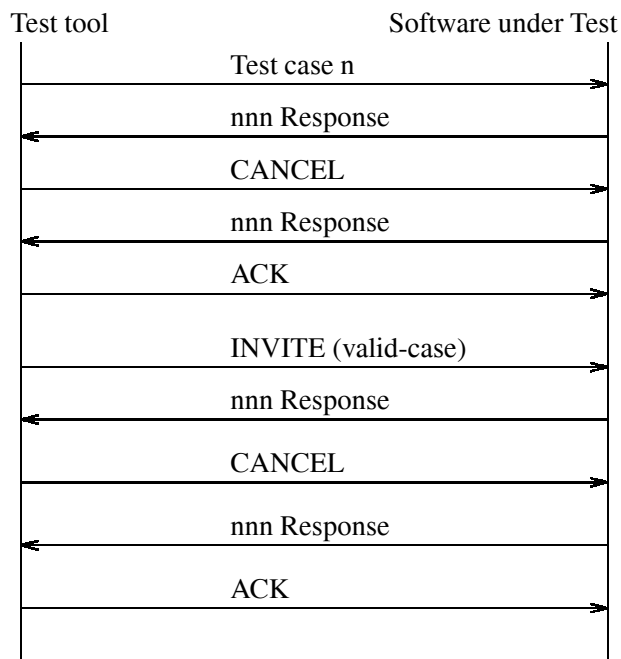 Test tool Software under Test
Test case n
nnn Response
CANCEL
nnn Response
ACK
INVITE (valid-case)
nnn Response
CANCEL
nnn Response
ACK